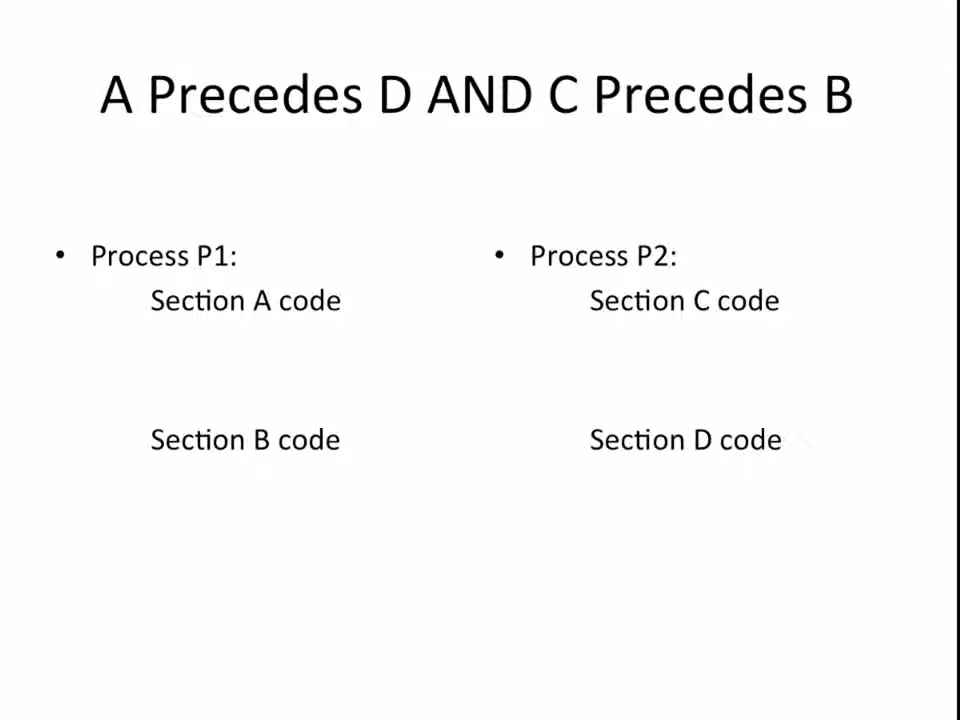 A Precedes D AND C Precedes B
• Process P1:
Section A code
Section B code
• Process P2:
Section C code
Section D code